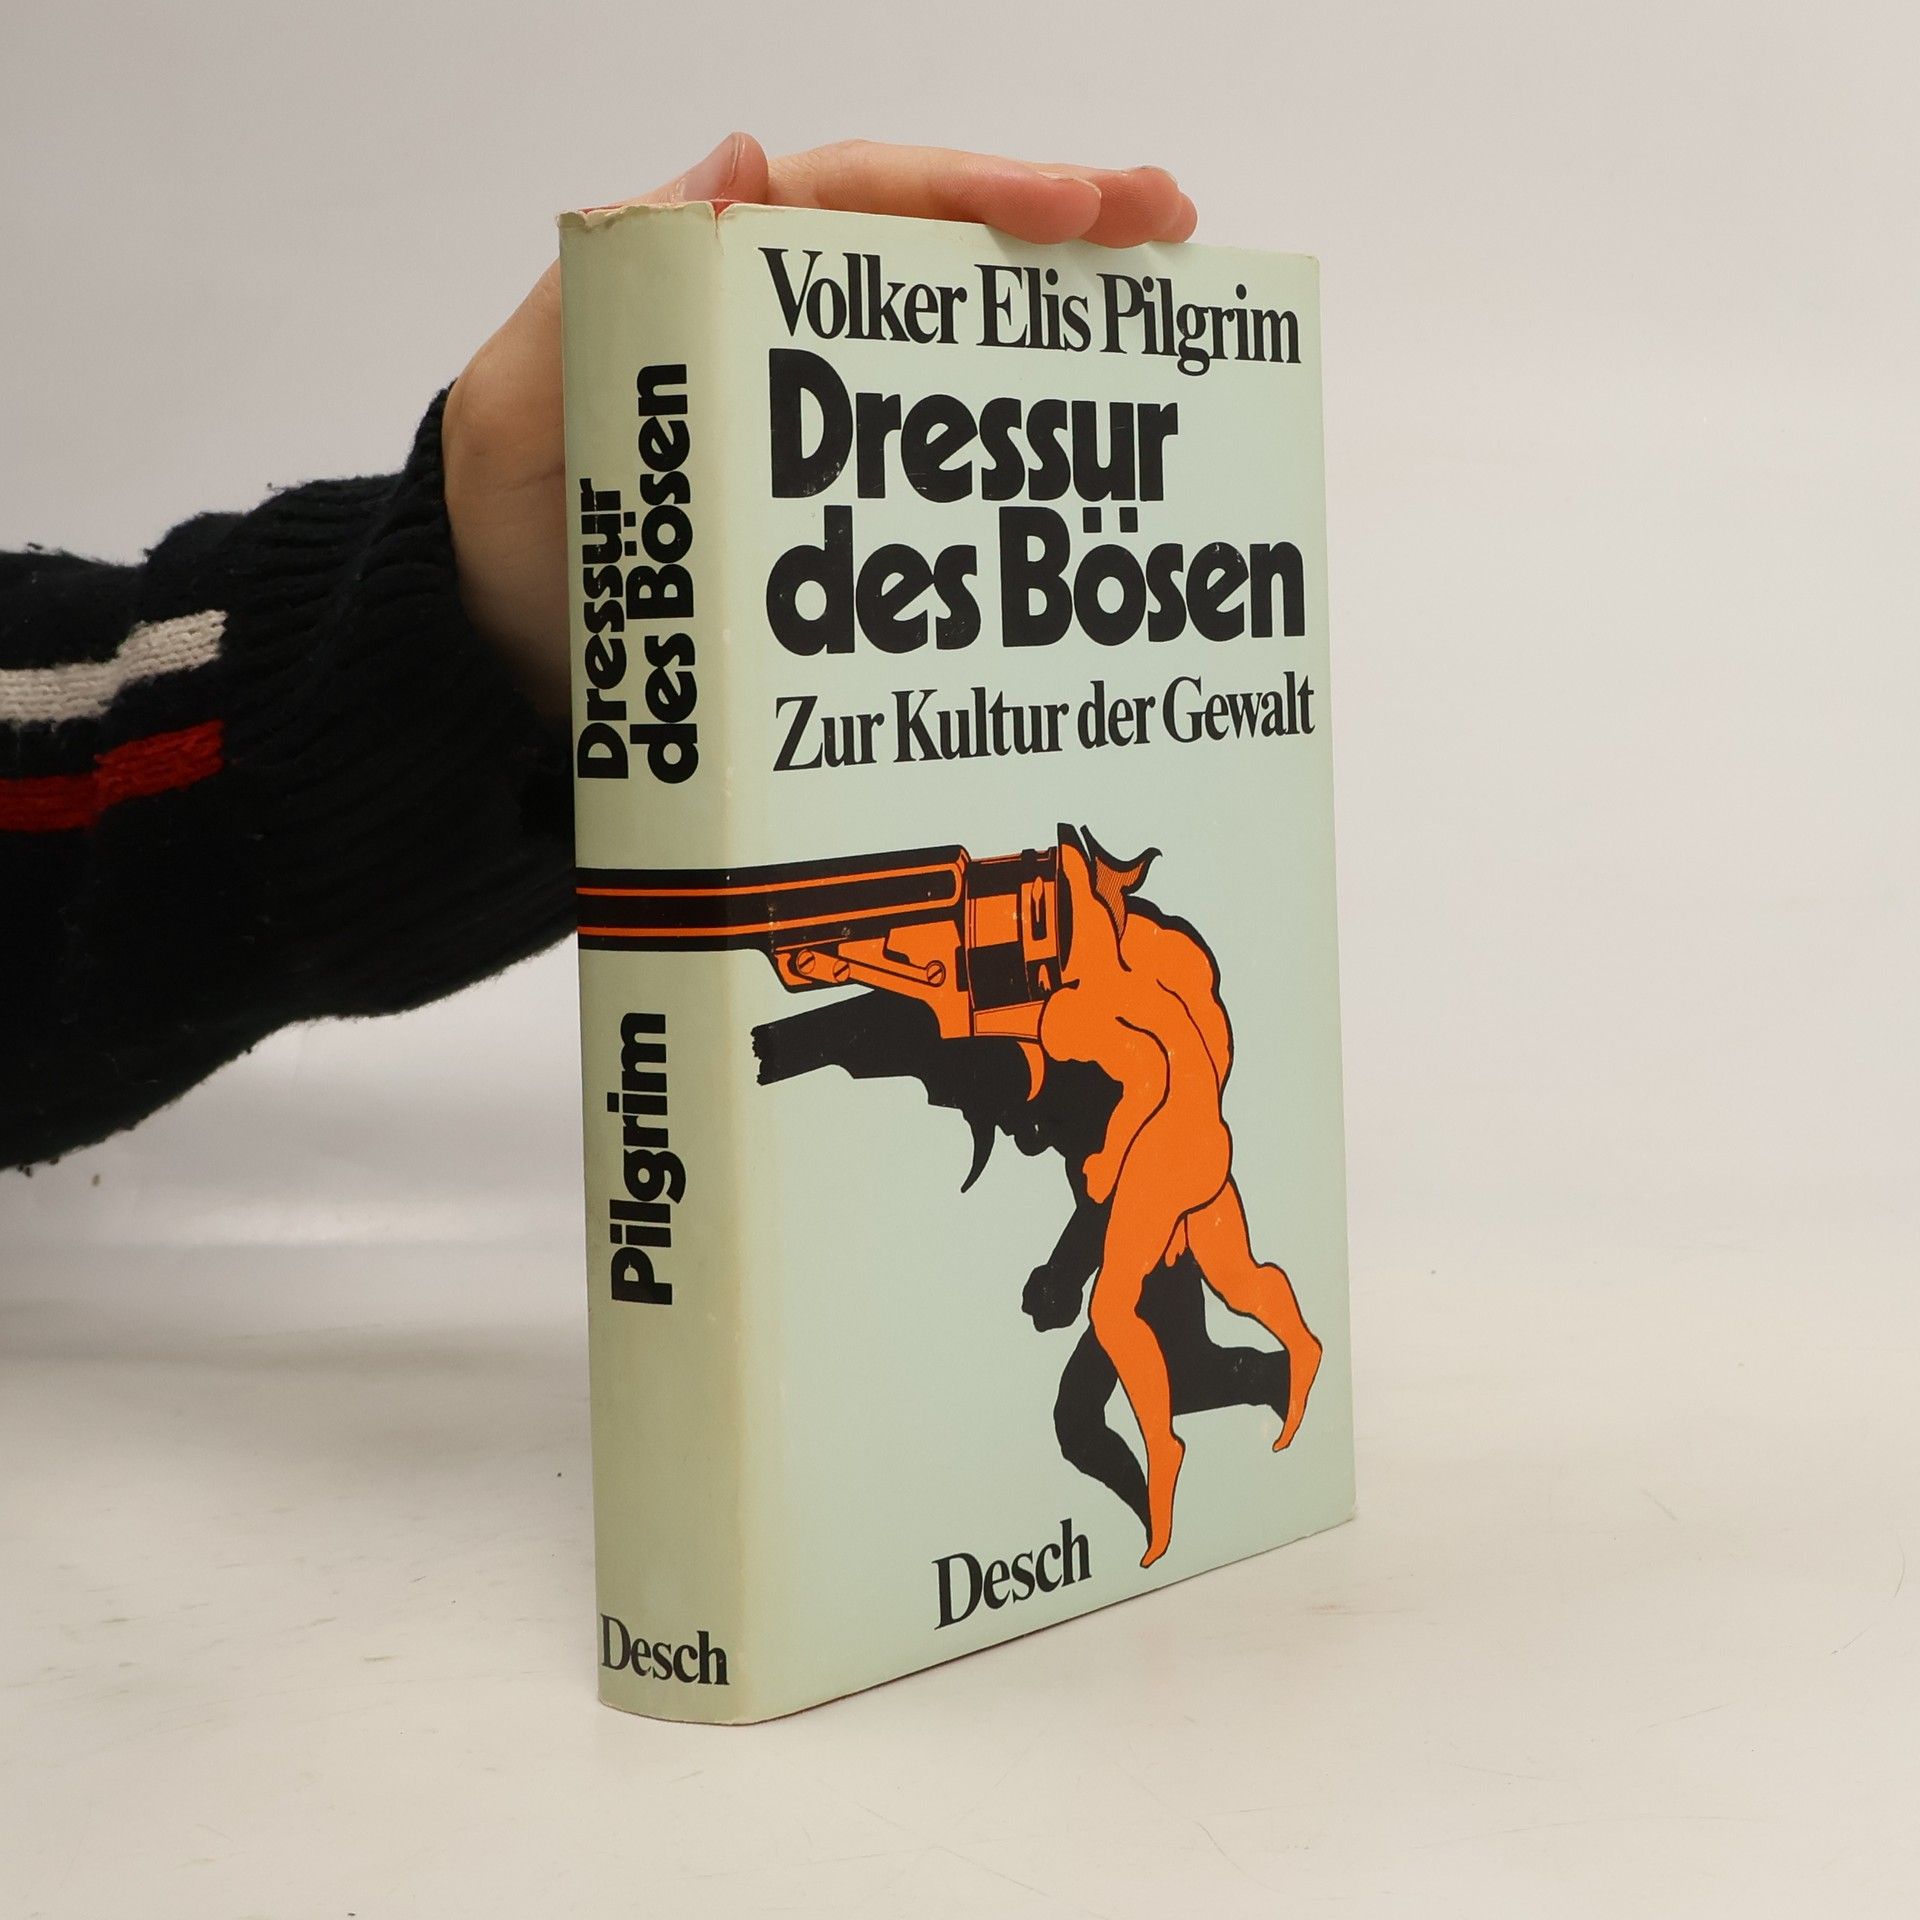 Volker Elis Pilgrim
Dressur
des Bösen
Zur Kultur der Gewalt
Desch
Dressur
des Bösen
Pilgrim
Desch